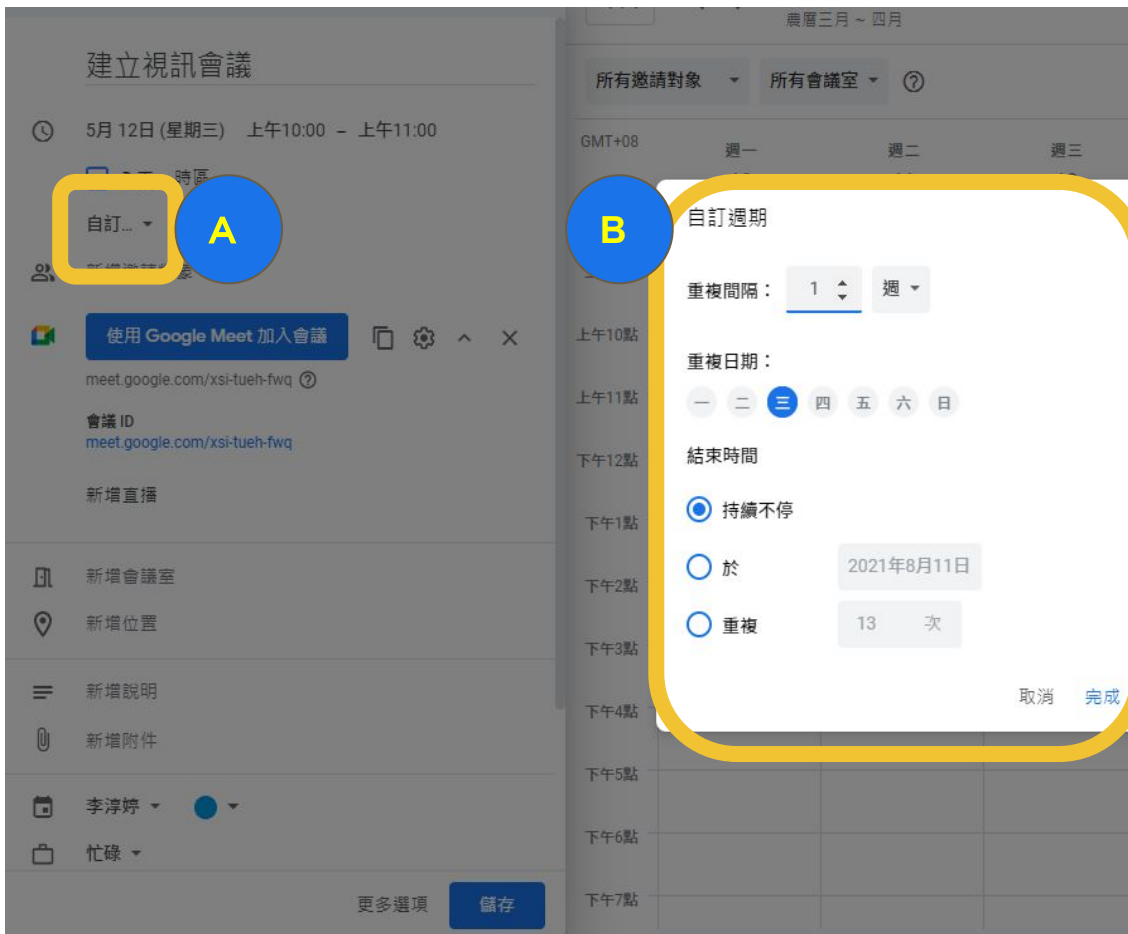 建立視訊會議
5月 12日 (星期三) 上午10:00 – 上午11:00
時區
自訂...
A
使用 Google Meet 加入會議
meet.google.com/xsi-tueh-fwq
會議 ID
meet.google.com/xsi-tueh-fwq
新增直播
新增會議室
新增位置
新增說明
新增附件
李淳婷
忙碌
更多選項
儲存
農曆三月 ~ 四月
所有邀請對象
所有會議室
GMT+08
週一
週二
週三
上午10點
上午11點
下午12點
下午1點
下午2點
下午3點
下午4點
下午5點
下午6點
下午7點
B
自訂週期
重複間隔：
1
週
重複日期：
一 二 三 四 五 六 日
結束時間
持續不停
於 2021年8月11日
重複 13 次
取消 完成